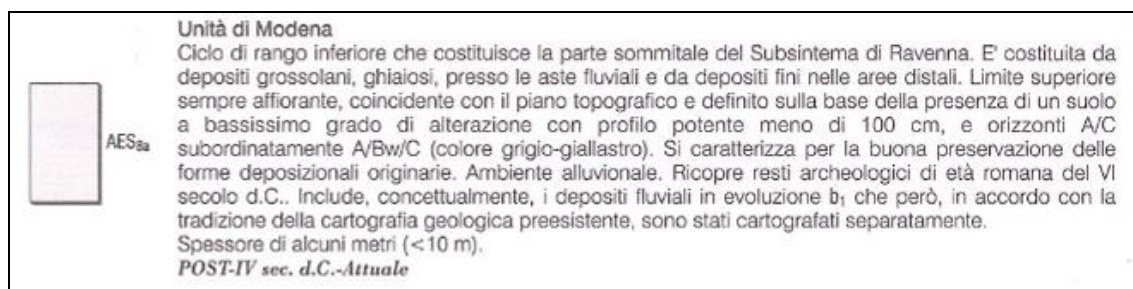 Unità di Modena
Ciclo di rango inferiore che costituisce la parte sommitale del Subsintema di Ravenna. E' costituita da
depositi grossolani, ghiaiosi, presso le aste fluviali e da depositi fini nelle aree distali. Limite superiore
sempre affiorante, coincidente con il piano topografico e definito sulla base della presenza di un suolo
a bassissimo grado di alterazione con profilo potente meno di 100 cm, e orizzonti A/C
AES8a
subordinatamente A/Bw/C (colore grigio-giallastro). Si caratterizza per la buona preservazione delle
forme deposizionali originarie. Ambiente alluvionale. Ricopre resti archeologici di età romana del VI
secolo d.C.. Include, concettualmente, i depositi fluviali in evoluzione b1 che però, in accordo con la
tradizione della cartografia geologica preesistente, sono stati cartografati separatamente.
Spessore di alcuni metri (<10 m).
POST-IV sec. d.C.-Attuale